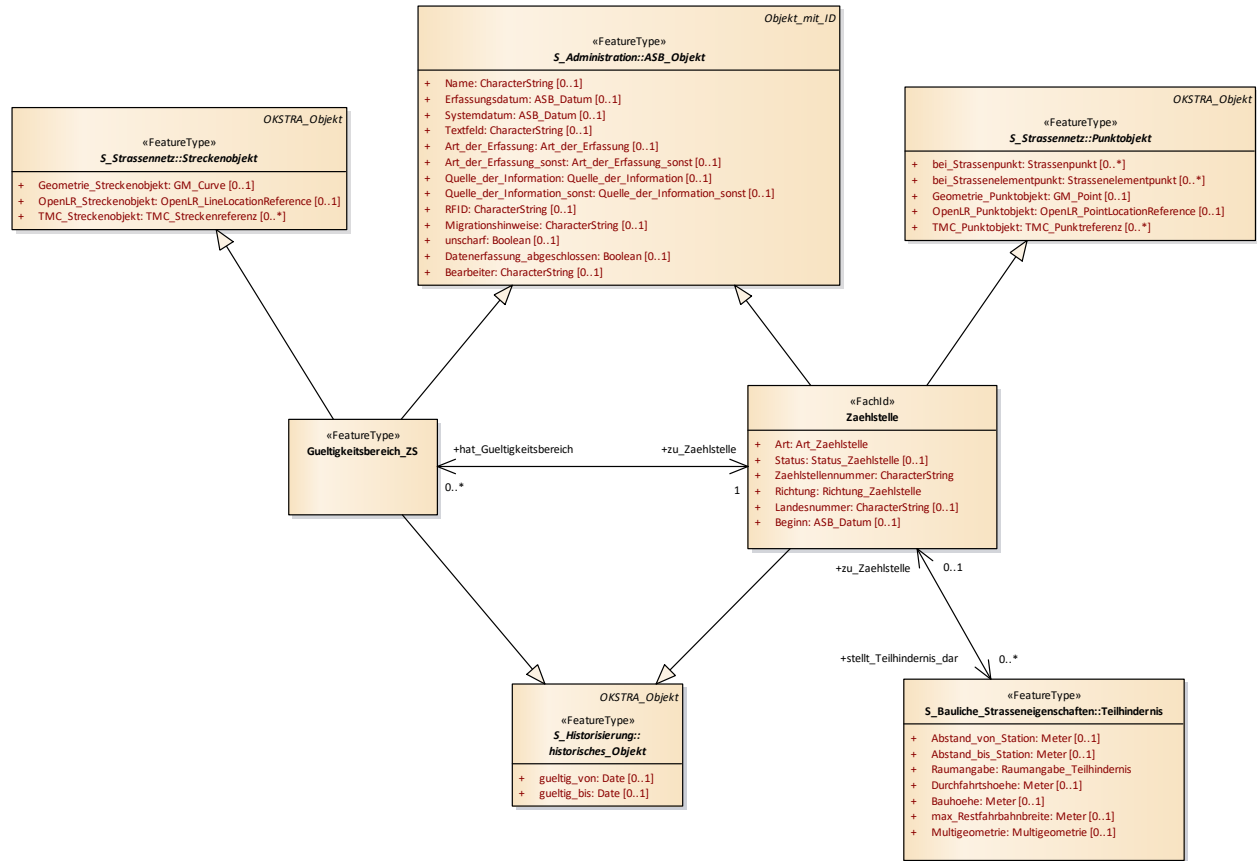 Objekt_mit_ID
«FeatureType»
S_Administration::ASB_Objekt
+ Name: CharacterString [0..1]
+ Erfassungsdatum: ASB_Datum [0..1]
+ Systemdatum: ASB_Datum [0..1]
+ Textfeld: CharacterString [0..1]
+ Art_der_Erfassung: Art_der_Erfassung [0..1]
+ Art_der_Erfassung_sonst: Art_der_Erfassung_sonst [0..1]
+ Quelle_der_Information: Quelle_der_Information [0..1]
+ Quelle_der_Information_sonst: Quelle_der_Information_sonst [0..1]
+ RFID: CharacterString [0..1]
+ Migrationshinweise: CharacterString [0..1]
+ unscharf: Boolean [0..1]
+ Datenerfassung_abgeschlossen: Boolean [0..1]
+ Bearbeiter: CharacterString [0..1]
OKSTRA_Objekt
«FeatureType»
S_Strassennetz::Streckenobjekt
+ Geometrie_Streckenobjekt: GM_Curve [0..1]
+ OpenLR_Streckenobjekt: OpenLR_LineLocationReference [0..1]
+ TMC_Streckenobjekt: TMC_Streckenreferenz [0..*]
OKSTRA_Objekt
«FeatureType»
S_Strassennetz::Punktobjekt
+ bei_Strassenpunkt: Strassenpunkt [0..*]
+ bei_Strassenelementpunkt: Strassenelementpunkt [0..*]
+ Geometrie_Punktobjekt: GM_Point [0..1]
+ OpenLR_Punktobjekt: OpenLR_PointLocationReference [0..1]
+ TMC_Punktobjekt: TMC_Punktreferenz [0..*]
«FeatureType»
Gueltigkeitsbereich_ZS
+hat_Gueltigkeitsbereich
0..*
+zu_Zaehlstelle
1
«FachId»
Zaehlstelle
+ Art: Art_Zaehlstelle
+ Status: Status_Zaehlstelle [0..1]
+ Zaehlstellennummer: CharacterString
+ Richtung: Richtung_Zaehlstelle
+ Landesnummer: CharacterString [0..1]
+ Beginn: ASB_Datum [0..1]
+zu_Zaehlstelle
0..1
+stellt_Teilhindernis_dar
0..*
OKSTRA_Objekt
«FeatureType»
S_Historisierung::
historisches_Objekt
+ gueltig_von: Date [0..1]
+ gueltig_bis: Date [0..1]
«FeatureType»
S_Bauliche_Strasseneigenschaften::Teilhindernis
+ Abstand_von_Station: Meter [0..1]
+ Abstand_bis_Station: Meter [0..1]
+ Raumangabe: Raumangabe_Teilhindernis
+ Durchfahrtshoehe: Meter [0..1]
+ Bauhoehe: Meter [0..1]
+ max_Restfahrbahnbreite: Meter [0..1]
+ Multigeometrie: Multigeometrie [0..1]